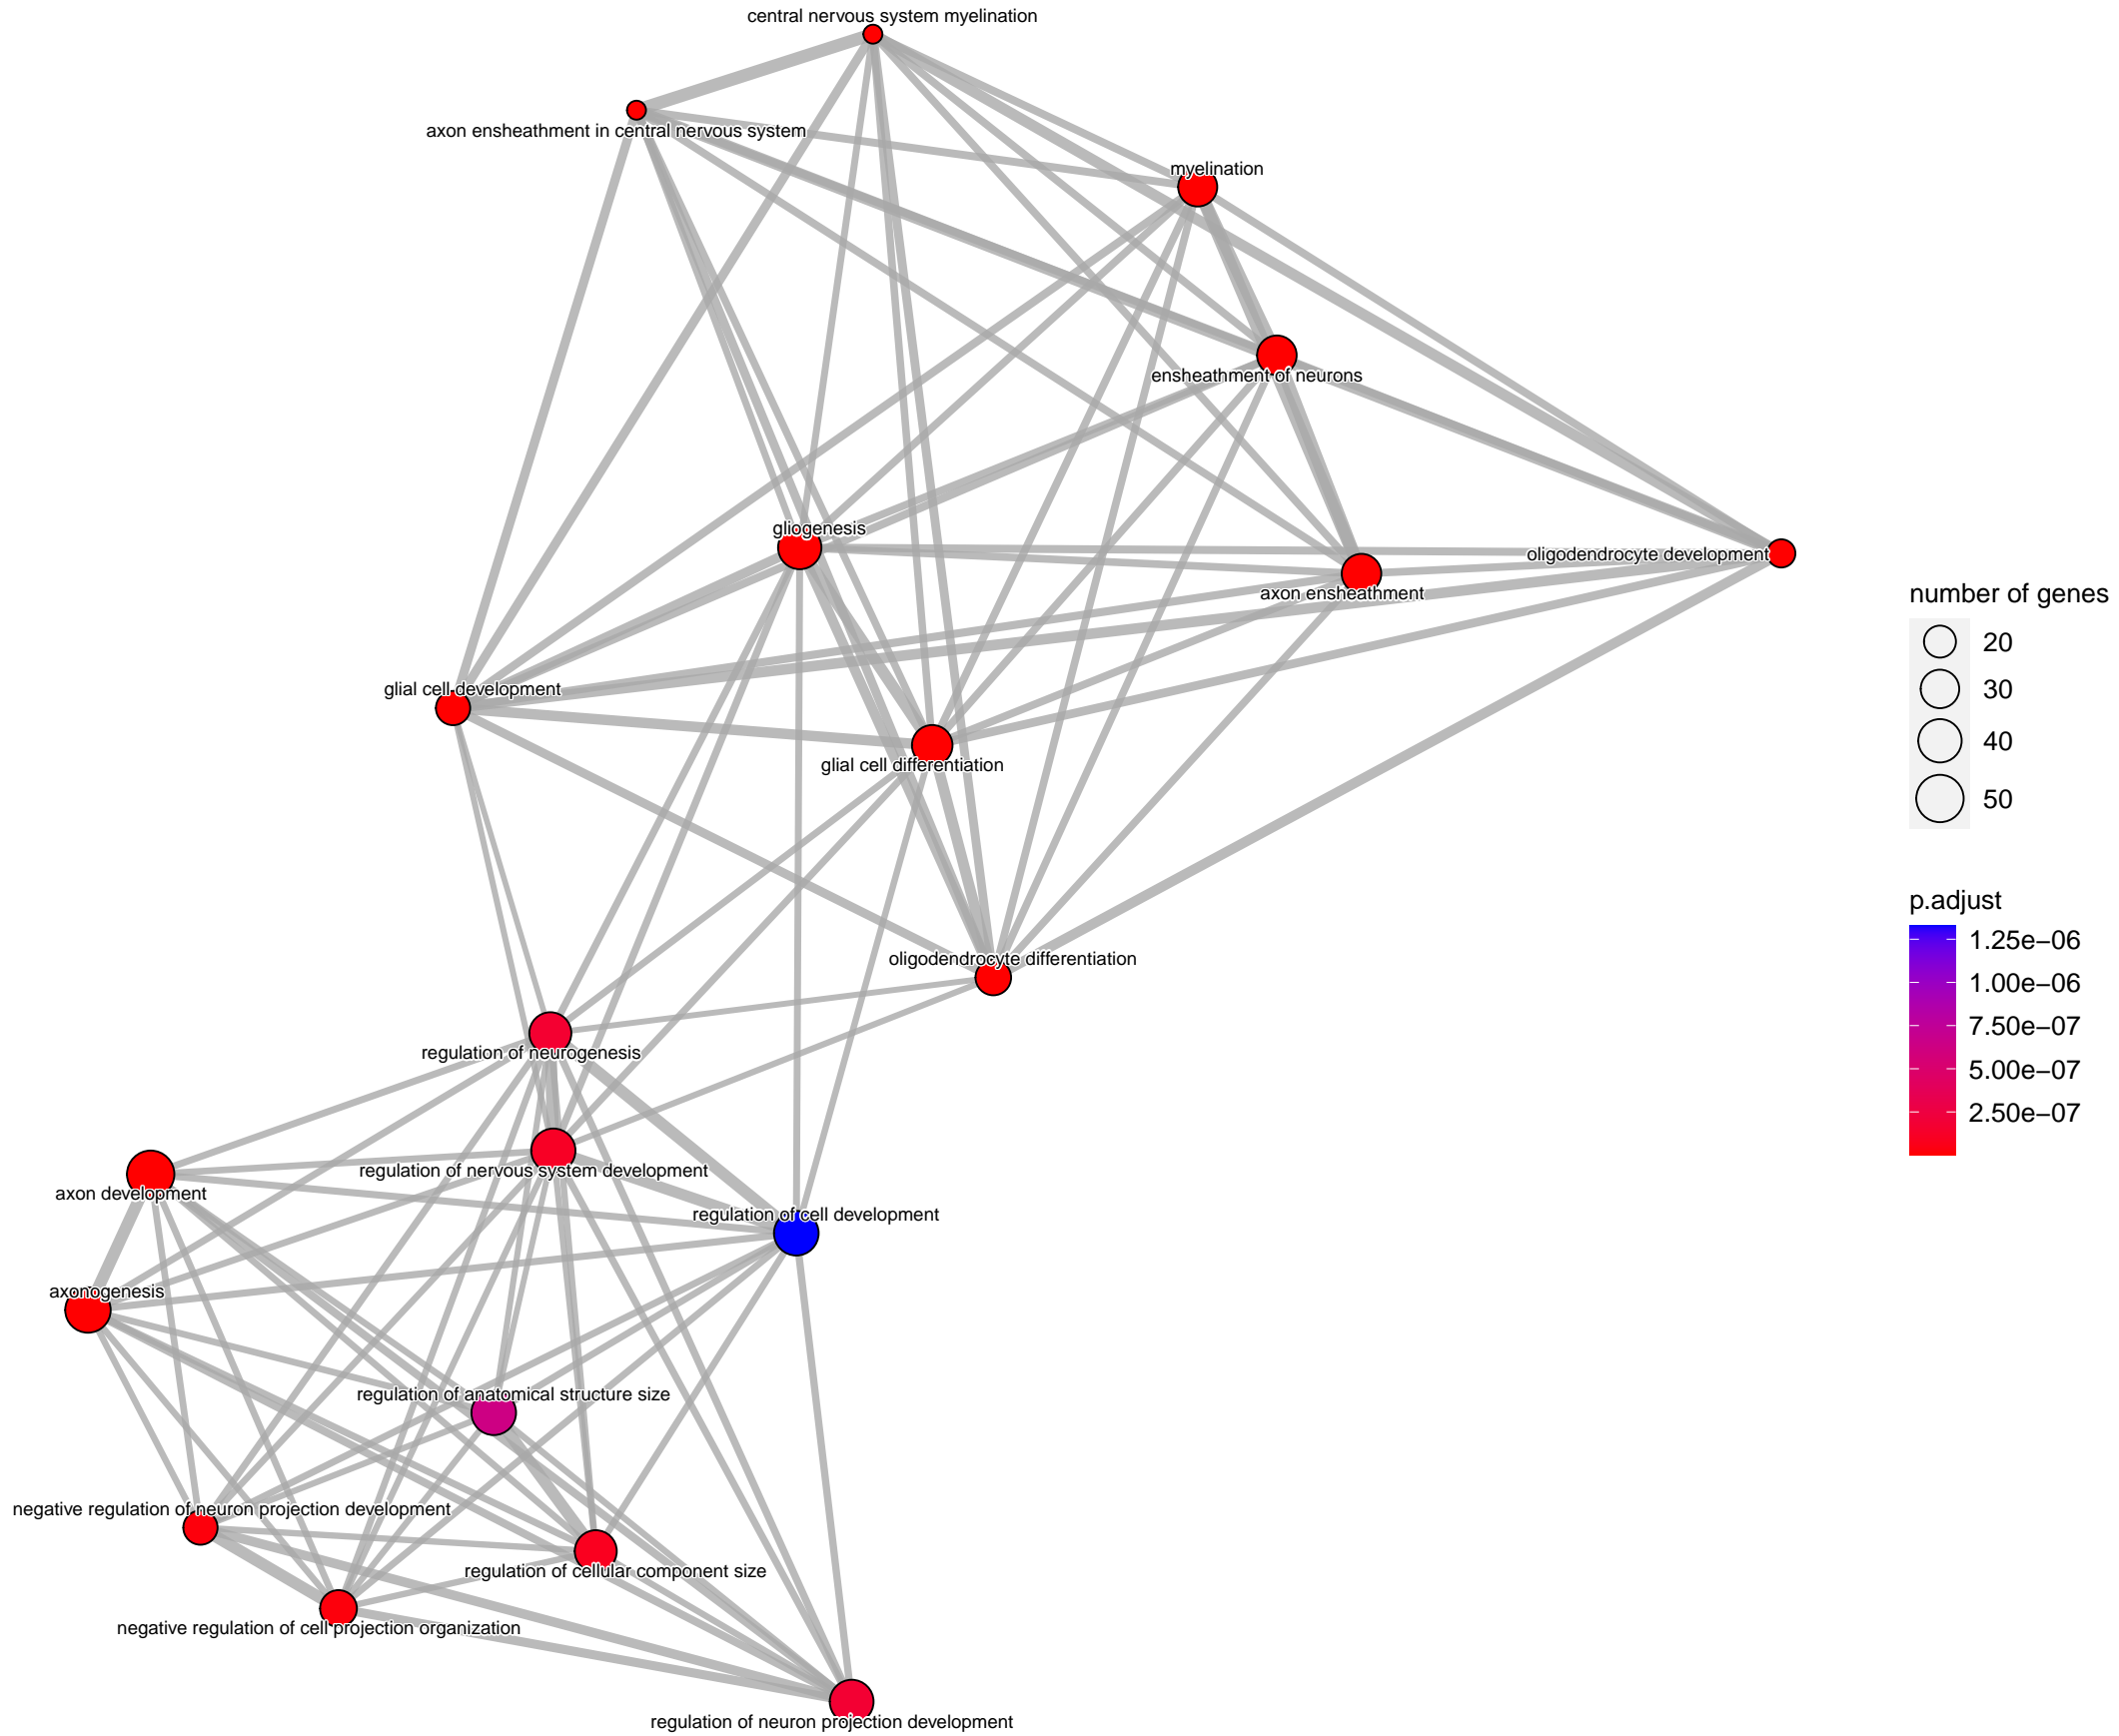 central nervous system myelination
axon ensheathment in central nervous system
myelination
ensheathment of neurons
gliogenesis
oligodendrocyte development
axon ensheathment
number of genes
20
30
40
50
glial cell development
glial cell differentiation
p.adjust
1.25e−06
1.00e−06
7.50e−07
5.00e−07
2.50e−07
oligodendrocyte differentiation
regulation of neurogenesis
regulation of nervous system development
axon development
regulation of cell development
axonogenesis
regulation of anatomical structure size
negative regulation of neuron projection development
regulation of cellular component size
negative regulation of cell projection organization
regulation of neuron projection development